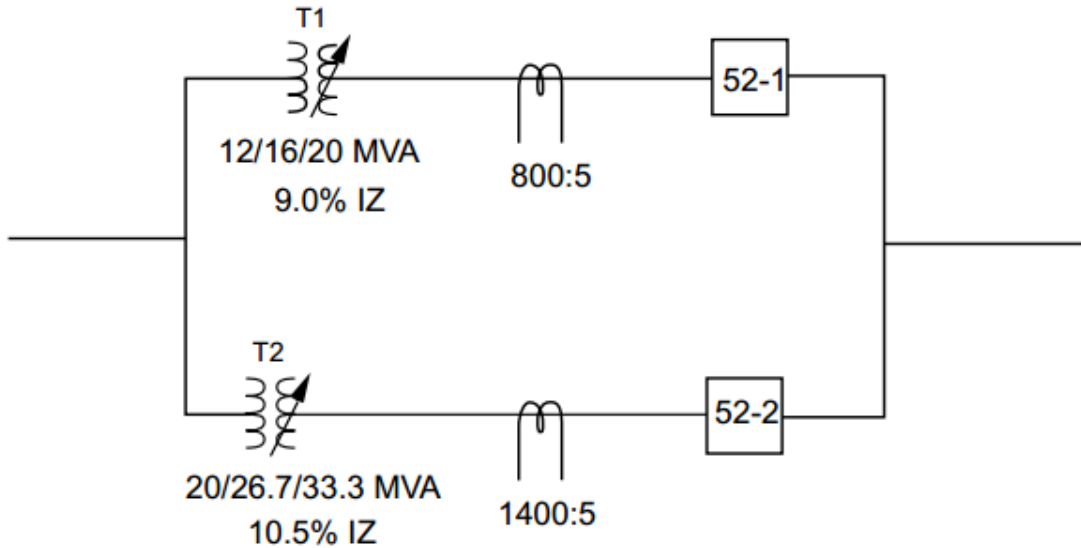 T1
52-1
12/16/20 MVA
9.0% IZ
800:5
T2
52-2
20/26.7/33.3 MVA
10.5% IZ
1400:5